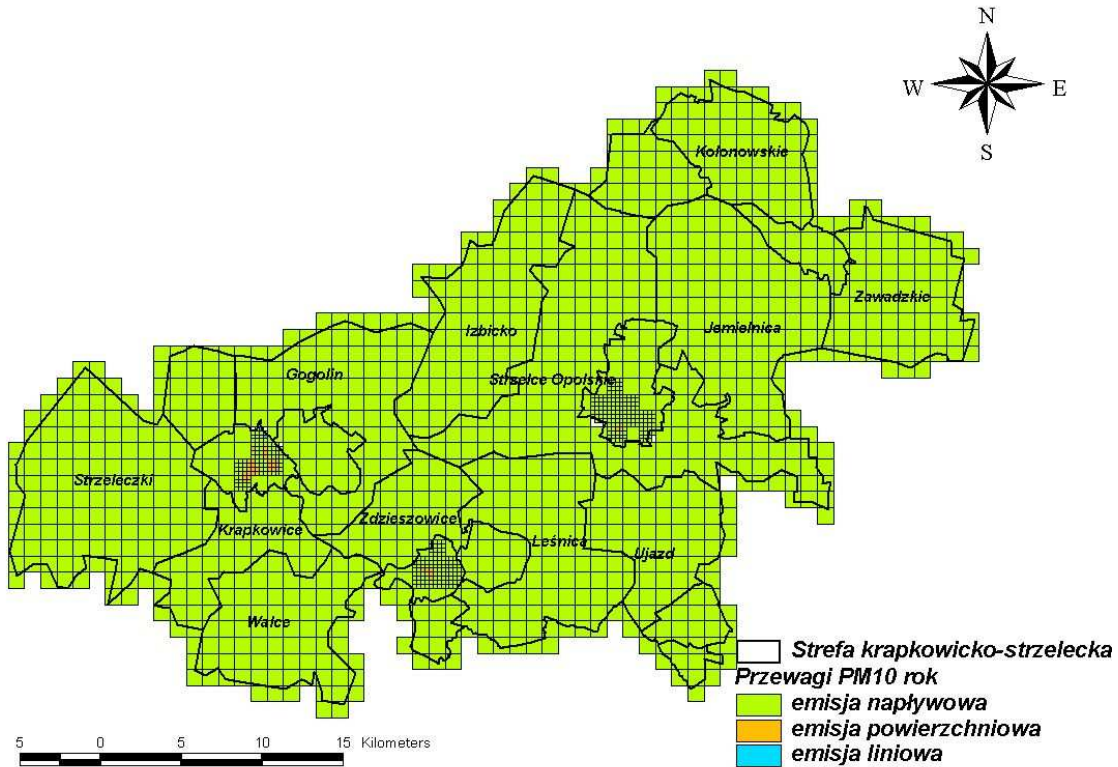 N
W E
S
Kolonowskie
Zawadzkie
Izbicko
Jemielnica
Gogolin
Strzelce Opolskie
Strzeleczki
Krapkowice
Zdzieszowice
Leśnica
Ujazd
Walce
Strefa krapkowicko-strzelecka
Przewagi PM10 rok
emisja napływowa
emisja powierzchniowa
emisja liniowa
5 0 5 10 15 Kilometers